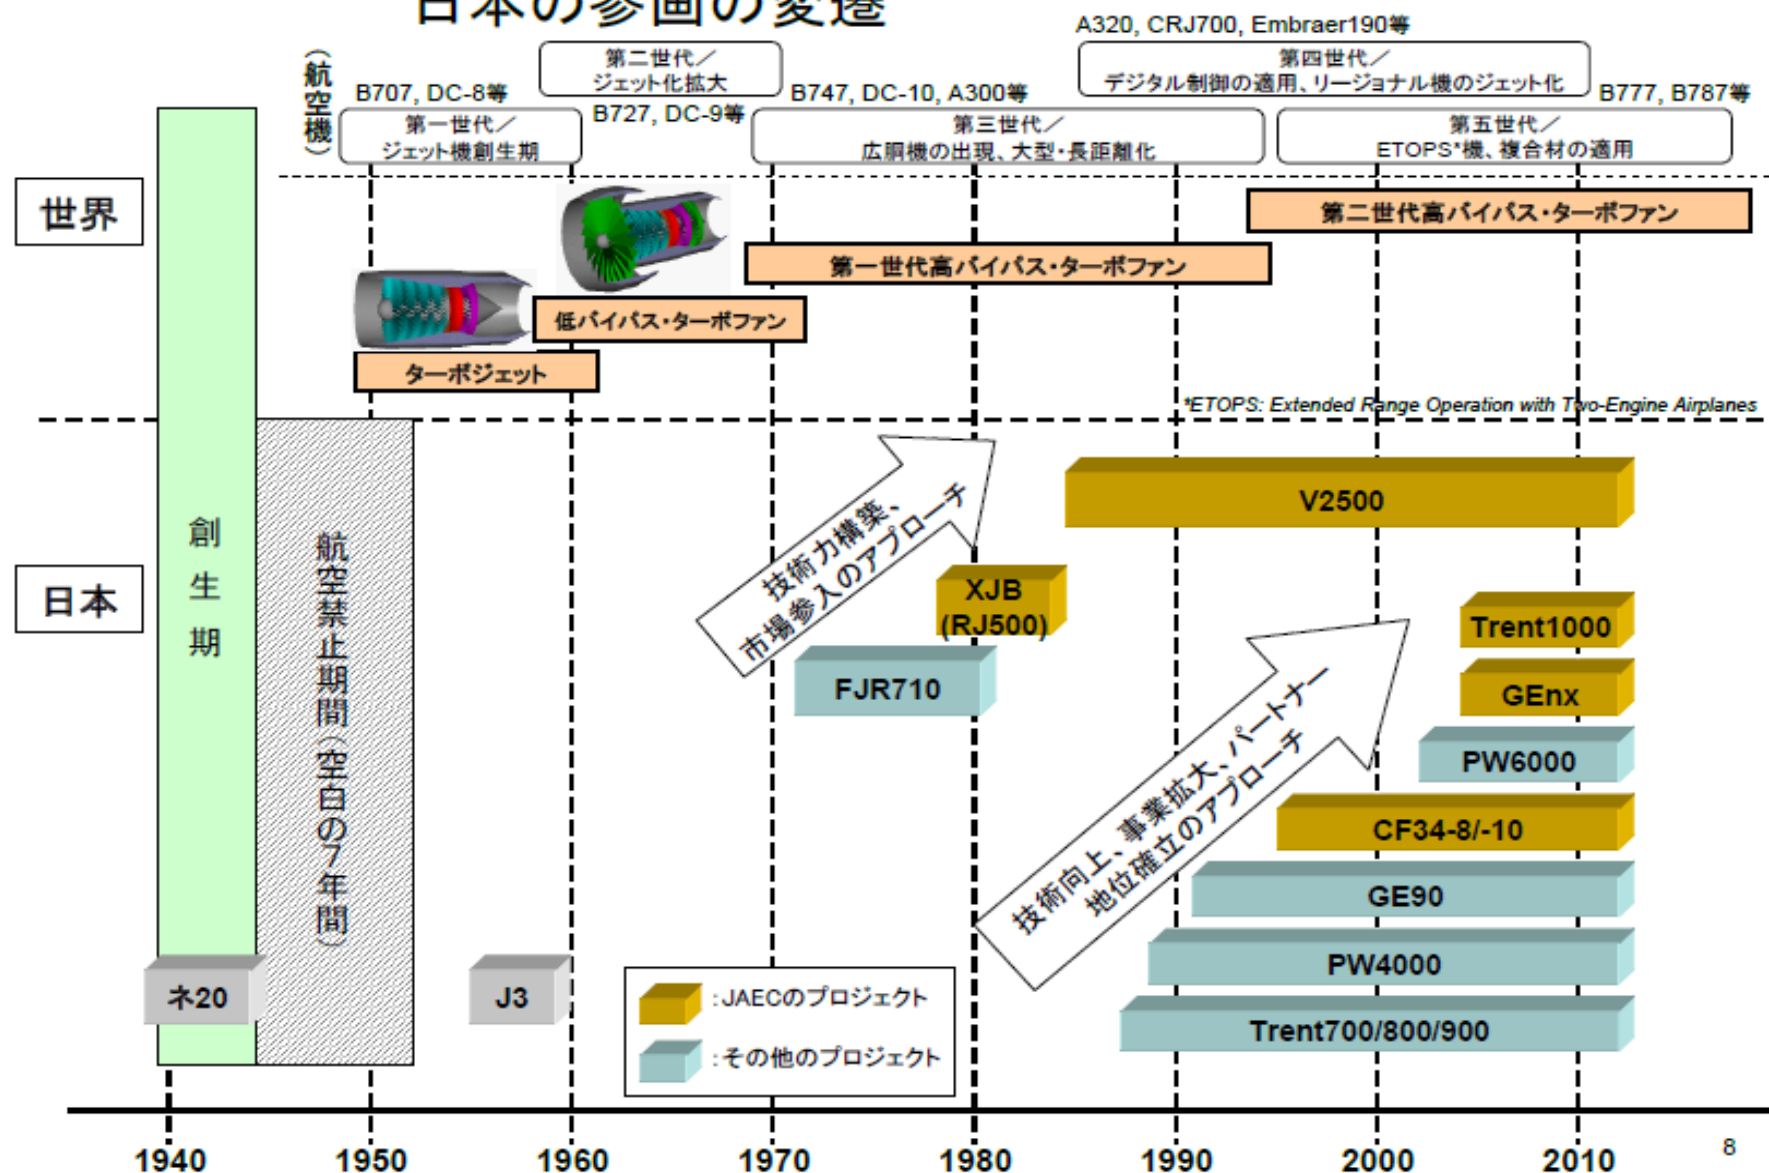 日本の参画の変遷
A320, CRJ700, Embraer190等
(航空機)
第二世代／
ジェット化拡大
第四世代／
デジタル制御の適用、リージョナル機のジェット化
B707, DC-8等
B727, DC-9等
B747, DC-10, A300等
B777, B787等
第一世代／
ジェット機創生期
第三世代／
広胴機の出現、大型・長距離化
第五世代／
ETOPS*機、複合材の適用
世界
第二世代高バイパス・ターボファン
第一世代高バイパス・ターボファン
低バイパス・ターボファン
ターボジェット
*ETOPS: Extended Range Operation with Two-Engine Airplanes
日本
創生期
航空禁止期間(空白の7年間)
技術力構築、
市場参入のアプローチ
V2500
XJB
(RJ500)
FJR710
Trent1000
GEnx
PW6000
技術向上、事業拡大、パートナー
地位確立のアプローチ
CF34-8/-10
GE90
PW4000
Trent700/800/900
ネ20
J3
:JAECのプロジェクト
:その他のプロジェクト
1940 1950 1960 1970 1980 1990 2000 2010
8